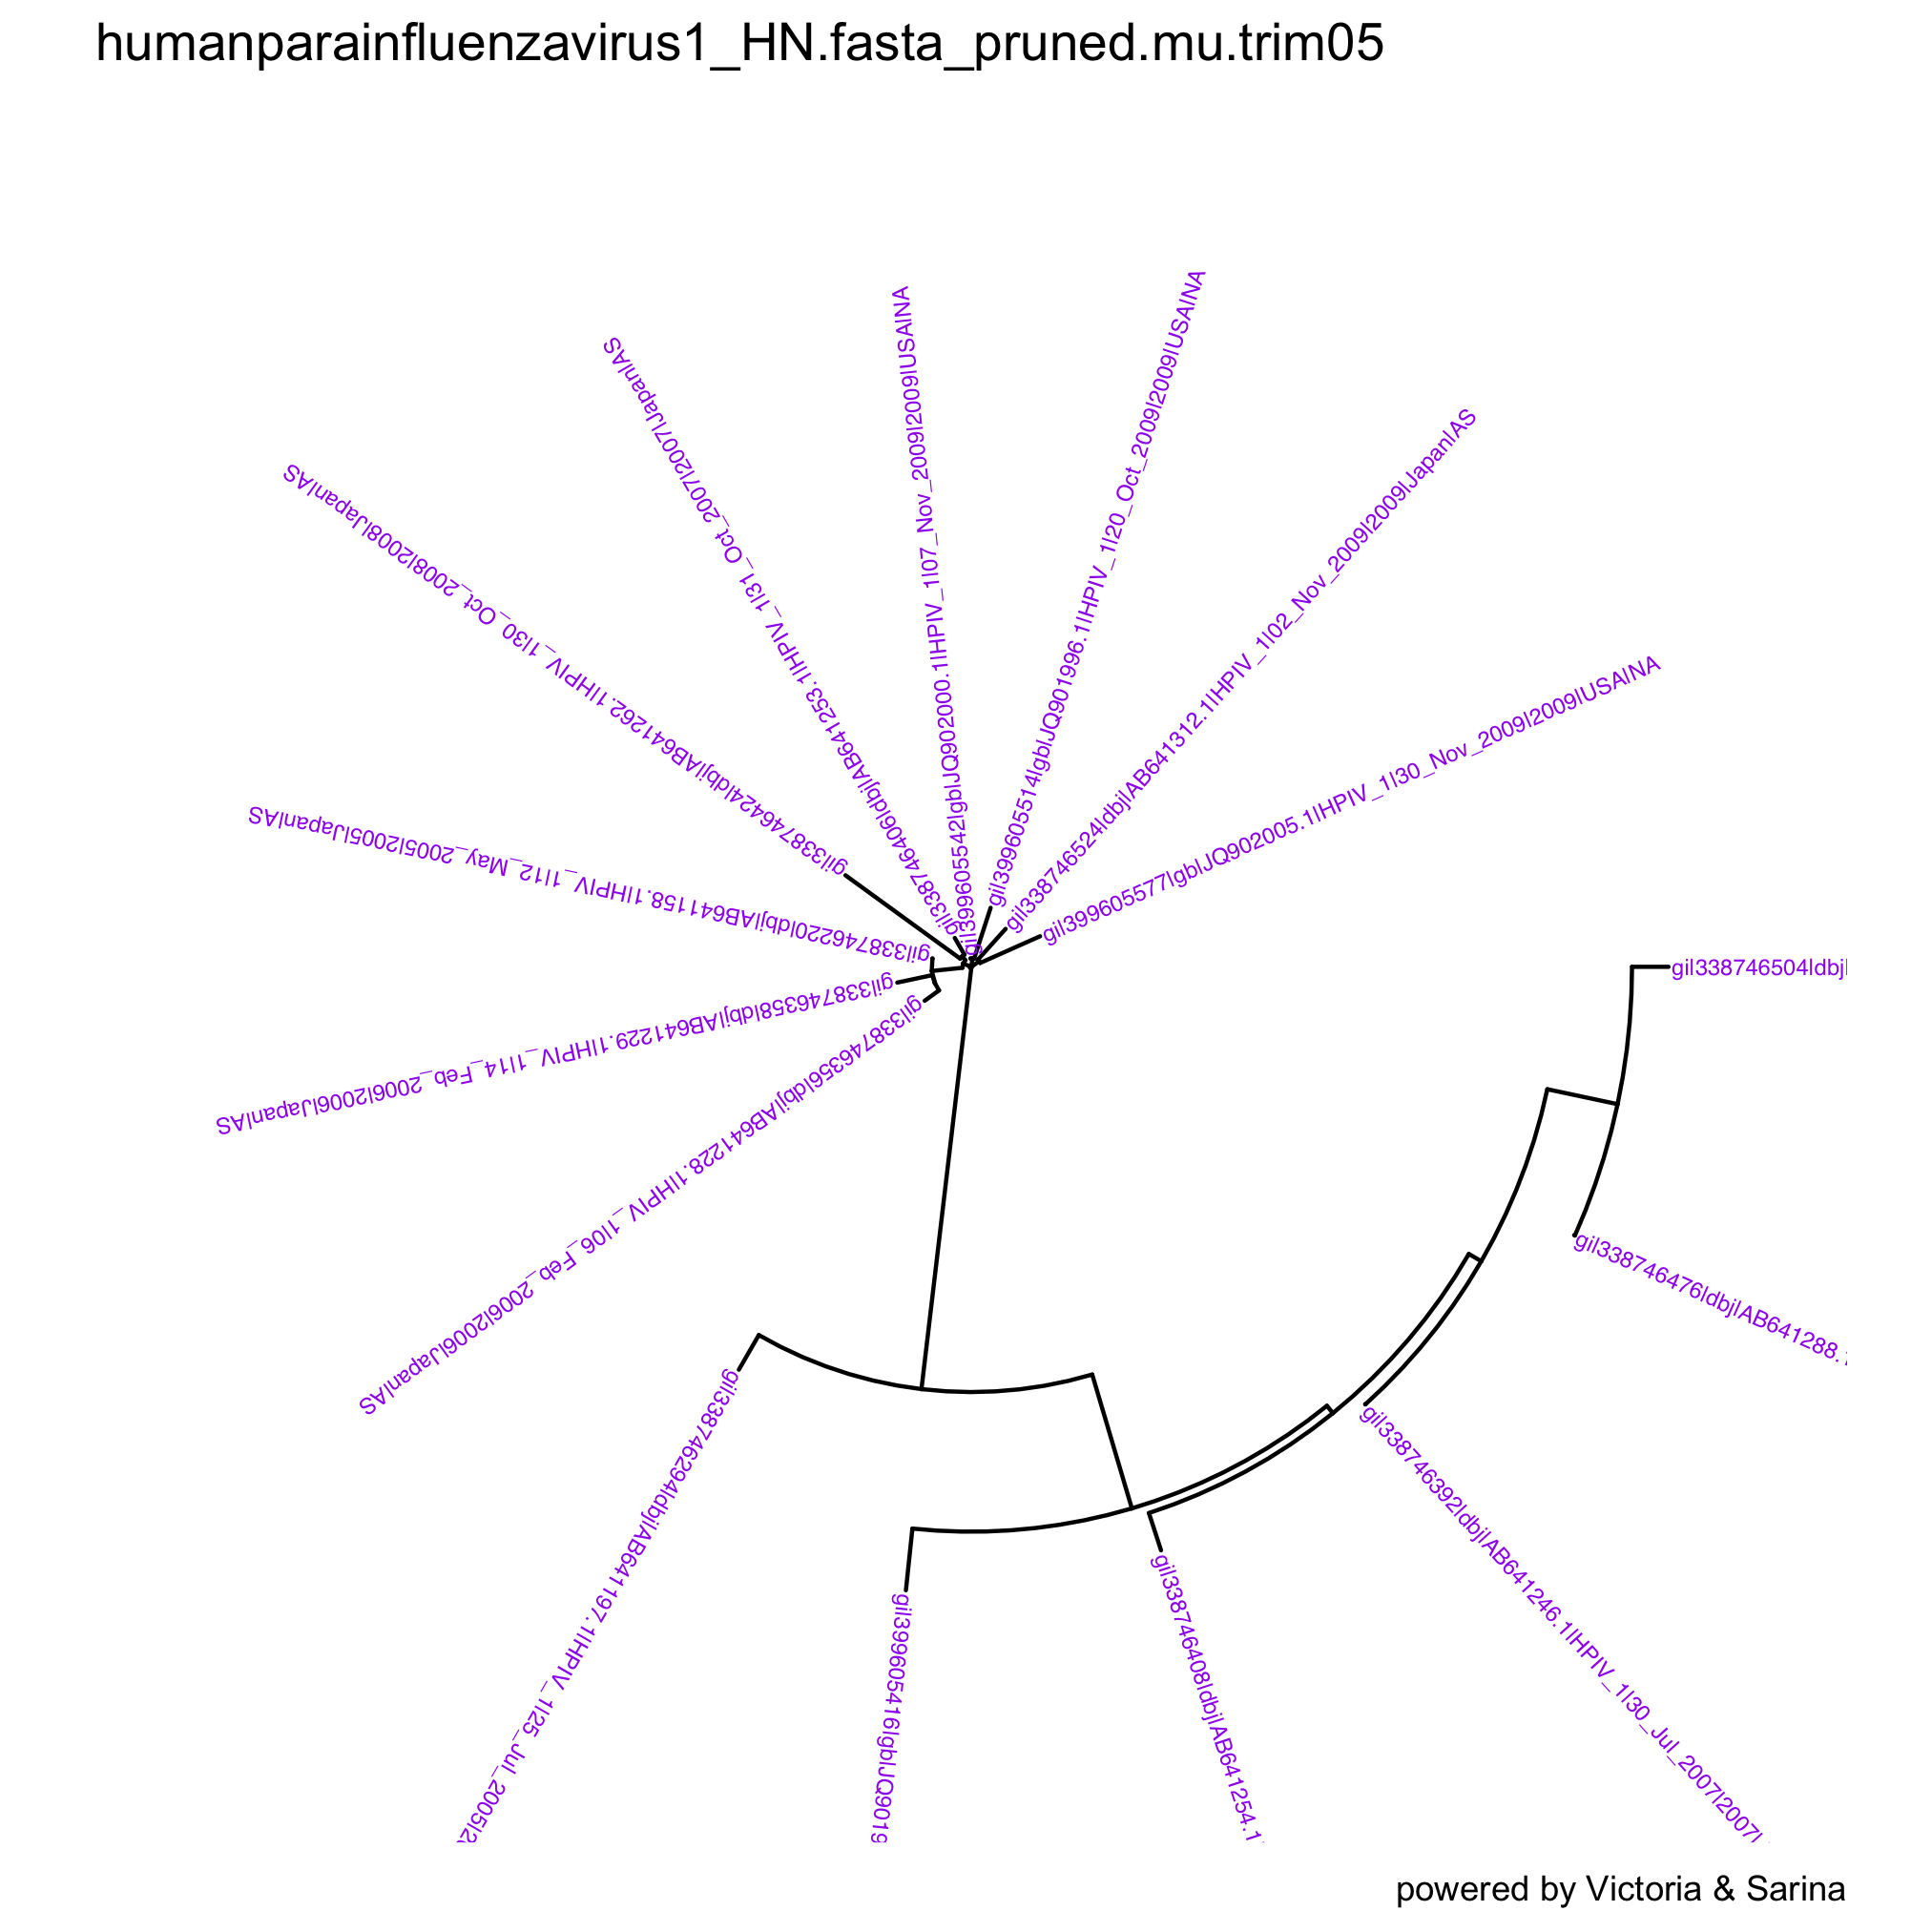 humanparainfluenzavirus1_HN.fasta_pruned.mu.trim05
gi|399605514|gb|JQ901996.1|HPIV_1|20_Oct_2009|2009|USA|NA
gi|399605542|gb|JQ902000.1|HPIV_1|07_Nov_2009|2009|USA|NA
gi|338746406|dbj|AB641253.1|HPIV_1|31_Oct_2007|2007|Japan|AS
gi|338746524|dbj|AB641312.1|HPIV_1|02_Nov_2009|2009|Japan|AS
gi|338746424|dbj|AB641262.1|HPIV_1|30_Oct_2008|2008|Japan|AS
gi|399605577|gb|JQ902005.1|HPIV_1|30_Nov_2009|2009|USA|NA
gi|338746220|dbj|AB641158.1|HPIV_1|12_May_2005|2005|Japan|AS
gi|338746504|dbj|
gi|338746358|dbj|AB641229.1|HPIV_1|14_Feb_2006|2006|Japan|AS
gi|338746356|dbj|AB641228.1|HPIV_1|06_Feb_2006|2006|Japan|AS
gi|338746476|dbj|AB641288.
gi|338746294|dbj|AB641197.1|HPIV_1|25_Jul_2005|2
gi|338746392|dbj|AB641246.1|HPIV_1|30_Jul_2007|2007|
gi|338746408|dbj|AB641254.1
gi|399605416|gb|JQ9019
powered by Victoria & Sarina